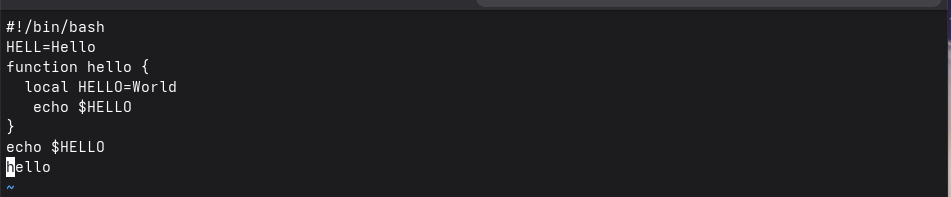 #!/bin/bash
HELL=Hello
function hello {
  local HELLO=World
   echo $HELLO
}
echo $HELLO
hello
~